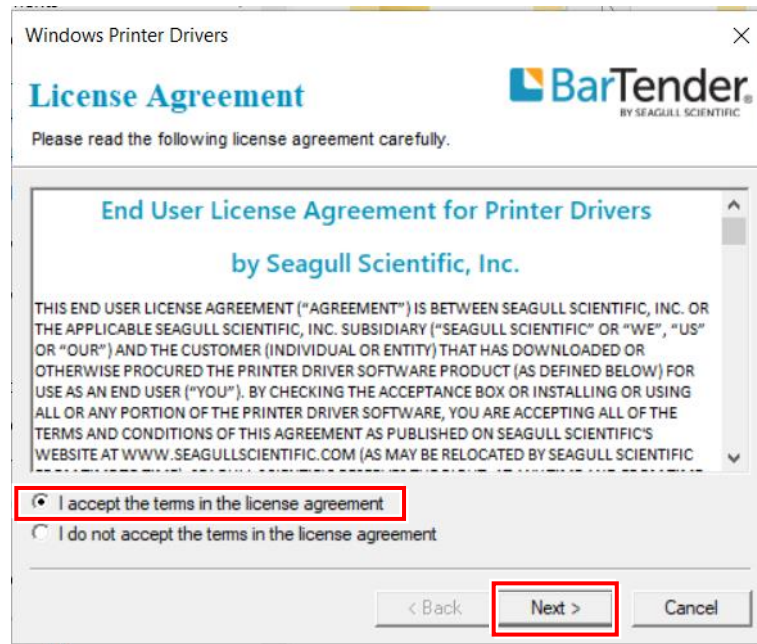 Windows Printer Drivers
License Agreement
BarTender®
BY SEAGULL SCIENTIFIC
Please read the following license agreement carefully.
End User License Agreement for Printer Drivers
by Seagull Scientific, Inc.
THIS END USER LICENSE AGREEMENT (“AGREEMENT”) IS BETWEEN SEAGULL SCIENTIFIC, INC. OR
THE APPLICABLE SEAGULL SCIENTIFIC, INC. SUBSIDIARY (“SEAGULL SCIENTIFIC” OR “WE”, “US”
OR “OUR”) AND THE CUSTOMER (INDIVIDUAL OR ENTITY) THAT HAS DOWNLOADED OR
OTHERWISE PROCURED THE PRINTER DRIVER SOFTWARE PRODUCT (AS DEFINED BELOW) FOR
USE AS AN END USER (“YOU”). BY CHECKING THE ACCEPTANCE BOX OR INSTALLING OR USING
ALL OR ANY PORTION OF THE PRINTER DRIVER SOFTWARE, YOU ARE ACCEPTING ALL OF THE
TERMS AND CONDITIONS OF THIS AGREEMENT AS PUBLISHED ON SEAGULL SCIENTIFIC'S
WEBSITE AT WWW.SEAGULLSCIENTIFIC.COM (AS MAY BE RELOCATED BY SEAGULL SCIENTIFIC
I accept the terms in the license agreement
I do not accept the terms in the license agreement
< Back
Next >
Cancel